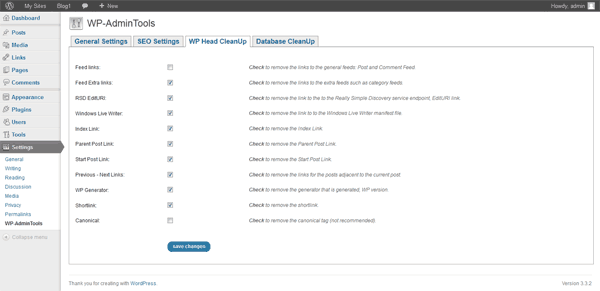 My Sites Blog1 + Howdy, admin
Dashboard
Posts
Media
Links
Pages
Comments
Appearance
Plugins
Users
Tools
Settings
General
Writing
Reading
Discussion
Media
Privacy
Permalinks
WP-AdminTools
Collapse menu
WP-AdminTools
General Settings SEO Settings WP Head CleanUp Database CleanUp
Feed links: Check to remove the links to the general feeds: Post and Comment Feed.
Feed Extra links: Check to remove the links to the extra feeds such as category feeds.
RSD EditURI: Check to remove the link to the to the Really Simple Discovery service endpoint, EditURI link.
Windows Live Writer: Check to remove the link to to the Windows Live Writer manifest file.
Index Link: Check to remove the Index Link.
Parent Post Link: Check to remove the Parent Post Link.
Start Post Link: Check to remove the Start Post Link.
Previous - Next Links: Check to remove the links for the posts adjacent to the current post.
WP Generator: Check to remove the generator that is generated, WP version.
Shortlink: Check to remove the shortlink.
Canonical: Check to remove the canonical tag (not recommended).
save changes
Thank you for creating with WordPress. Version 3.3.2